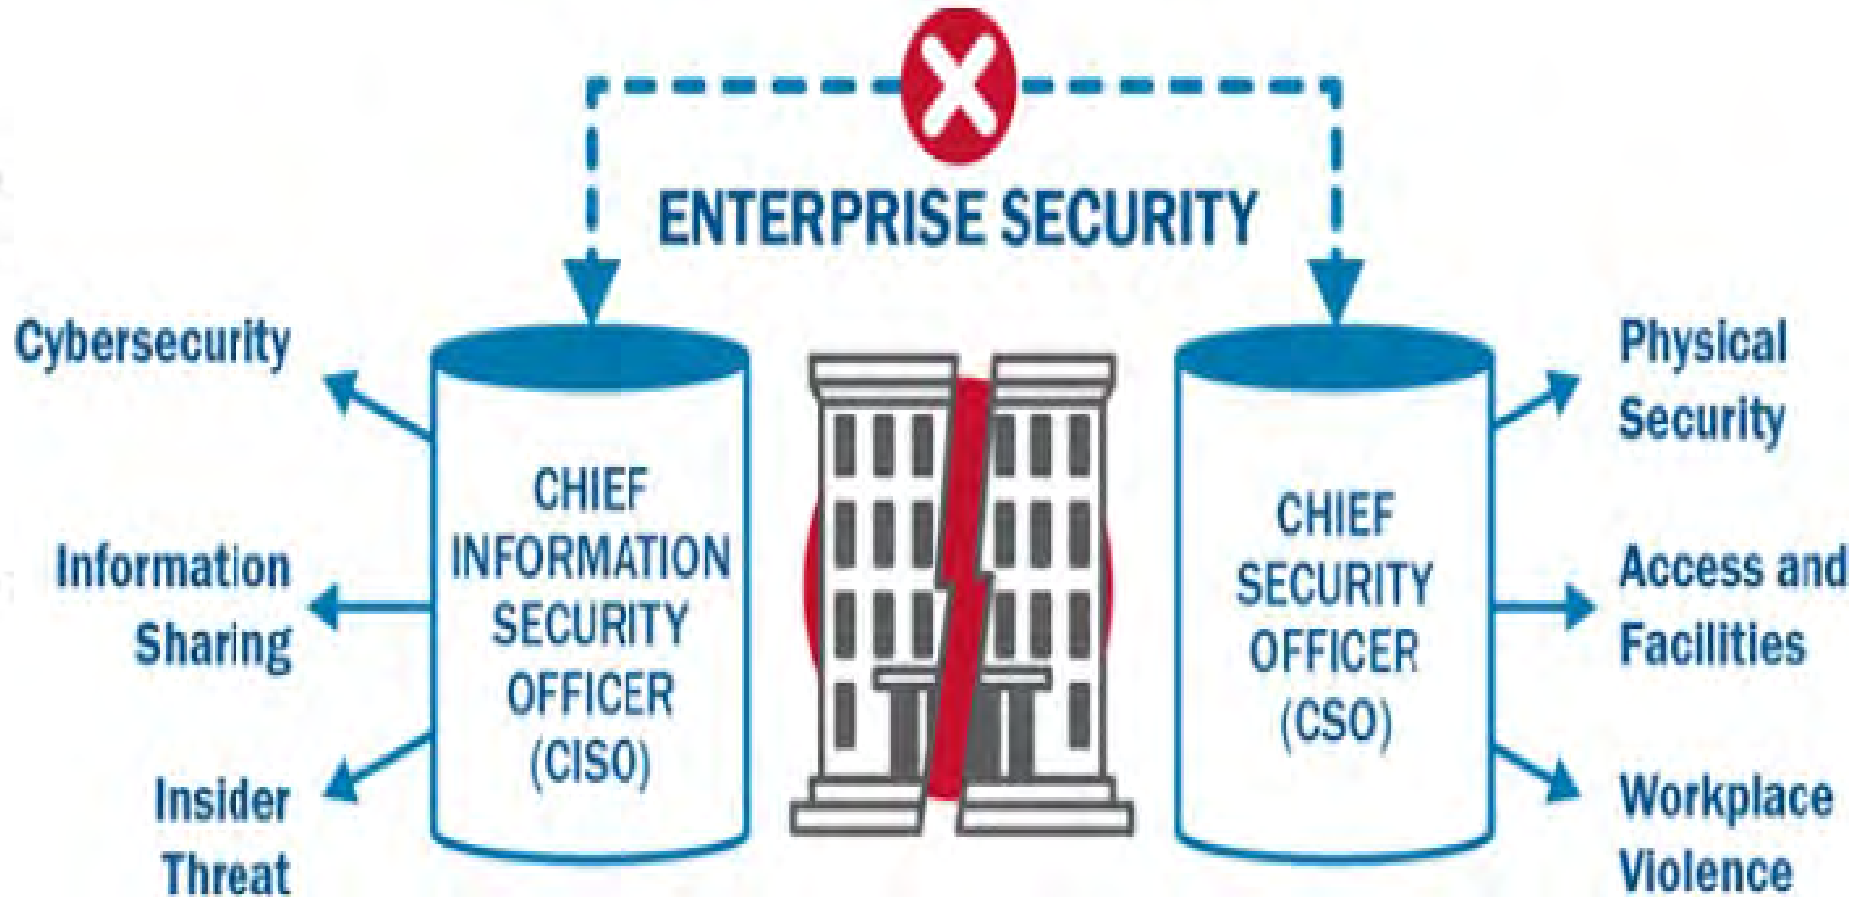 ENTERPRISE SECURITY
Cybersecurity
Information
Sharing
Insider
Threat
CHIEF
INFORMATION
SECURITY
OFFICER
(CISO)
CHIEF
SECURITY
OFFICER
(CSO)
Physical
Security
Access and
Facilities
Workplace
Violence